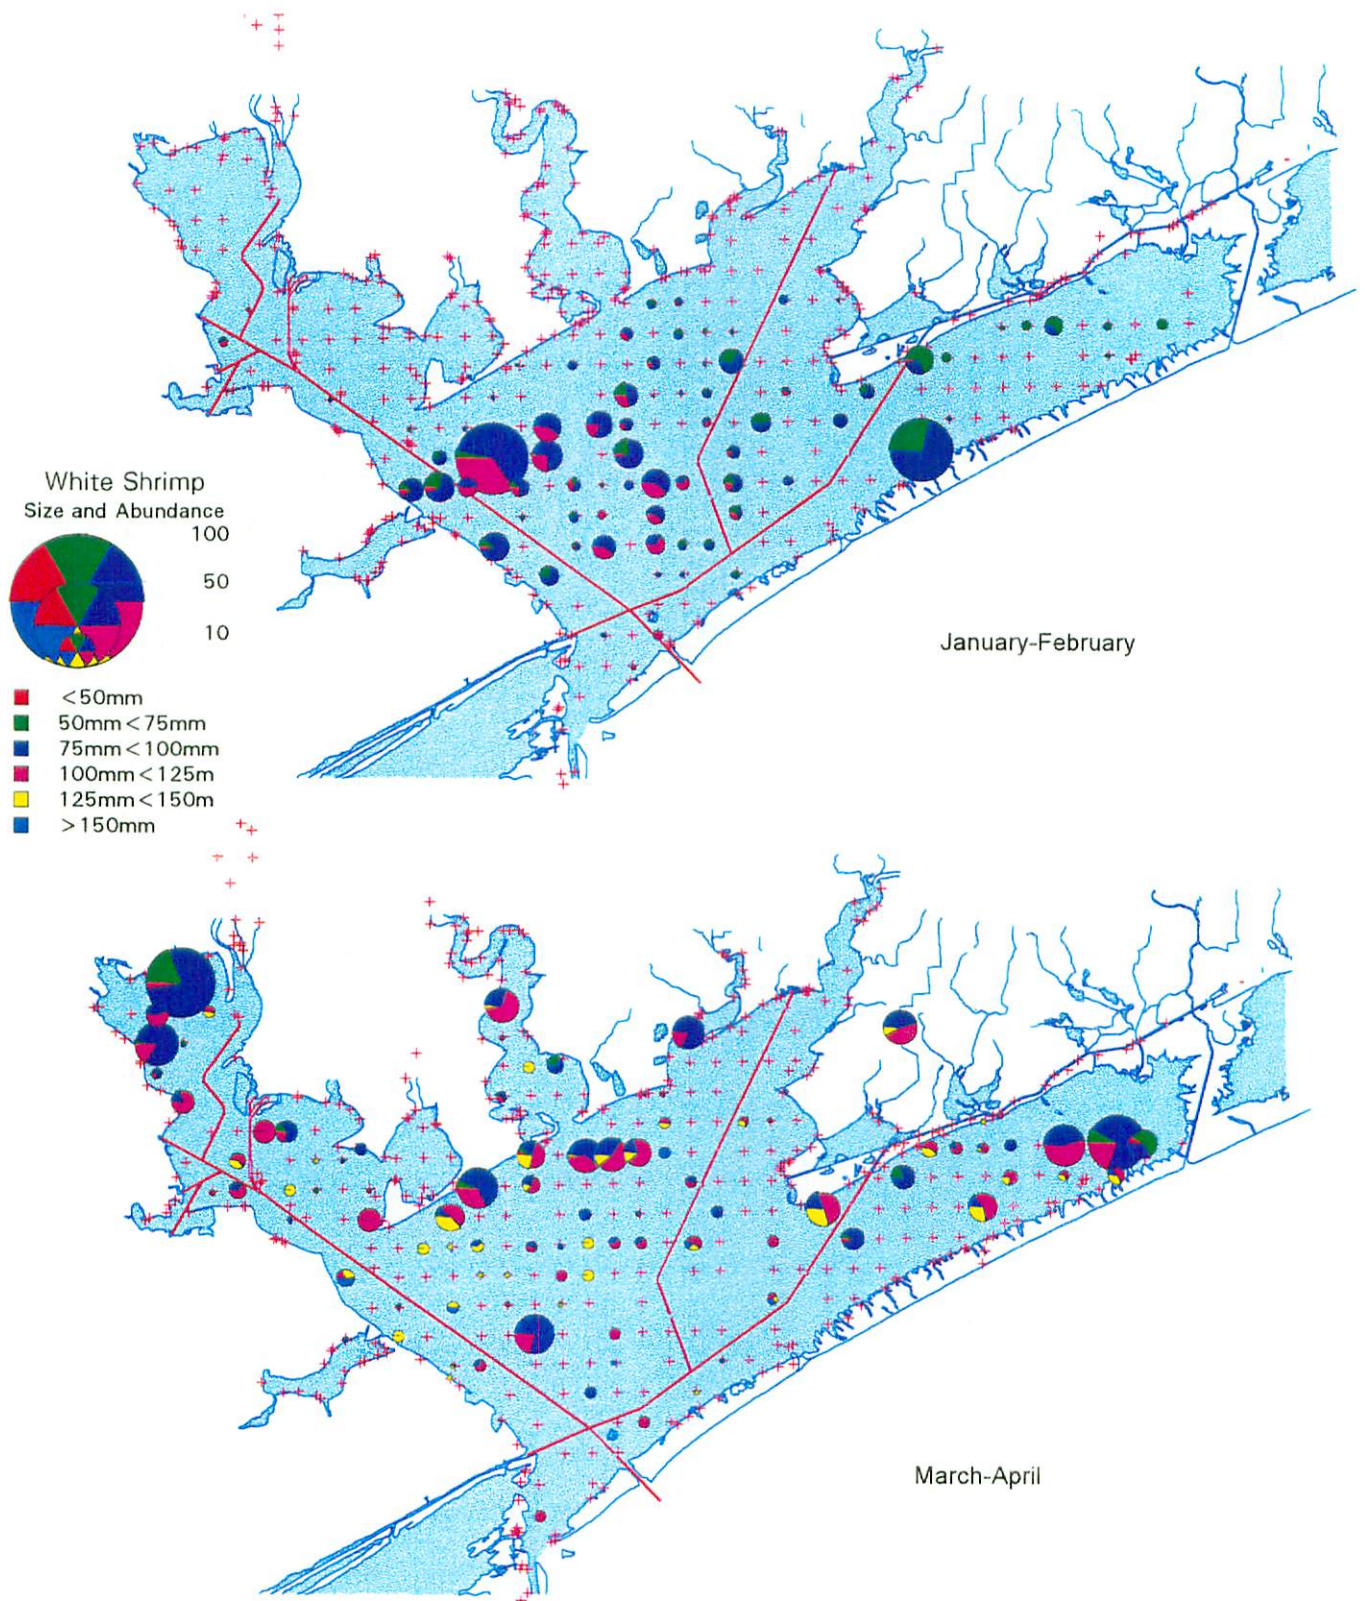 White Shrimp
Size and Abundance
100
50
10
<50mm
50mm<75mm
75mm<100mm
100mm<125m
125mm<150m
>150mm
January-February
March-April